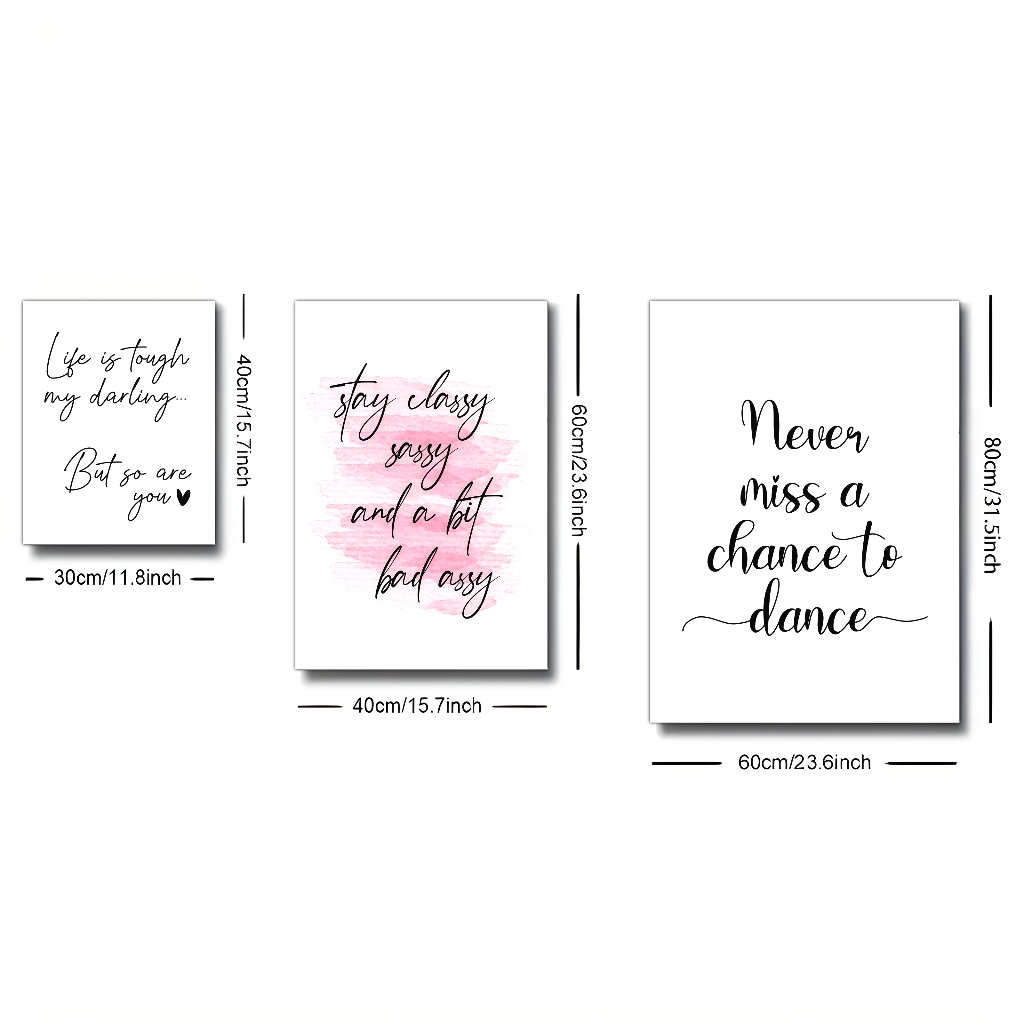 Life is tough
my darling...
But so are
you
40cm/15.7inch
30cm/11.8inch
stay classy
sassy
and a bit
bad assy
60cm/23.6inch
40cm/15.7inch
Never
miss a
chance to
dance
80cm/31.5inch
60cm/23.6inch